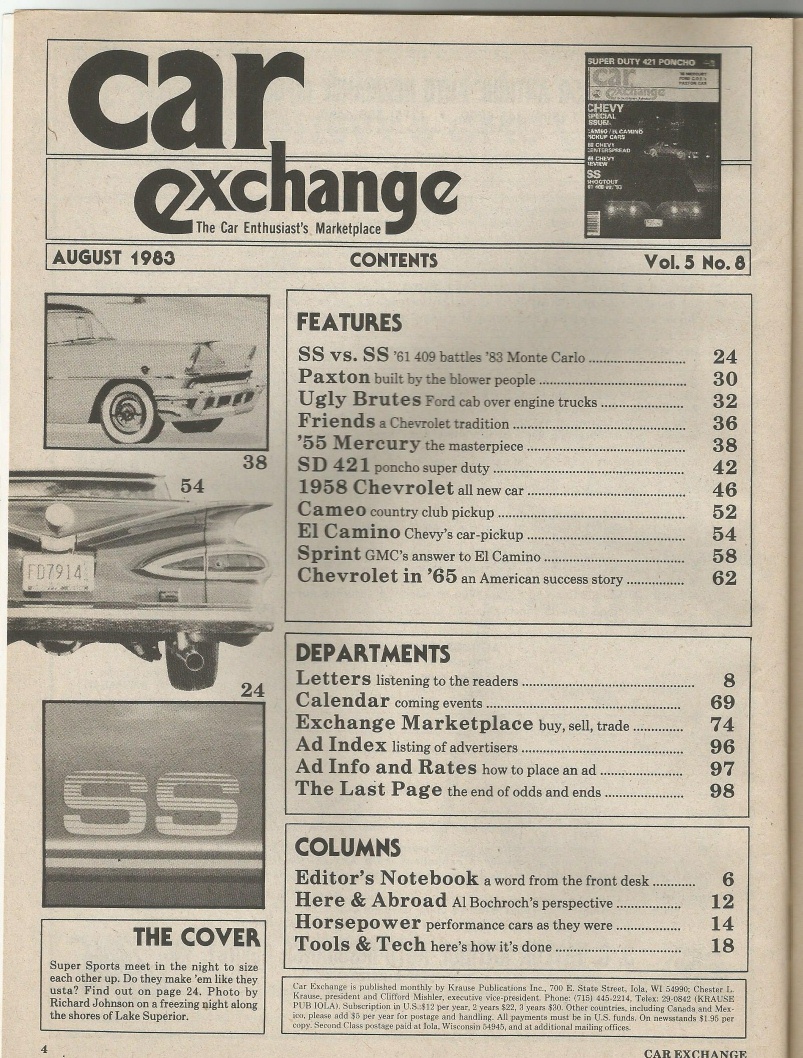 car
exchange
The Car Enthusiast's Marketplace
SUPER DUTY 421 PONCHO
car
exchange
CHEVY
SPECIAL
ISSUE!
CAMEO / EL CAMINO
PICKUP CARS
CENTERSPREAD
SS
SHOOTOUT
AUGUST 1983 CONTENTS Vol. 5 No. 8
38
54
FD7914
24
SS
FEATURES
SS vs. SS '61 409 battles '83 Monte Carlo 24
Paxton built by the blower people 30
Ugly Brutes Ford cab over engine trucks 32
Friends a Chevrolet tradition 36
'55 Mercury the masterpiece 38
SD 421 poncho super duty 42
1958 Chevrolet all new car 46
Cameo country club pickup 52
El Camino Chevy's car-pickup 54
Sprint GMC's answer to El Camino 58
Chevrolet in '65 an American success story 62
DEPARTMENTS
Letters listening to the readers 8
Calendar coming events 69
Exchange Marketplace buy, sell, trade 74
Ad Index listing of advertisers 96
Ad Info and Rates how to place an ad 97
The Last Page the end of odds and ends 98
COLUMNS
Editor's Notebook a word from the front desk 6
Here & Abroad Al Bochroch's perspective 12
Horsepower performance cars as they were 14
Tools & Tech here's how it's done 18
THE COVER
Super Sports meet in the night to size
each other up. Do they make 'em like they
usta? Find out on page 24. Photo by
Richard Johnson on a freezing night along
the shores of Lake Superior.
Car Exchange is published monthly by Krause Publications Inc., 700 E. State Street, Iola, WI 54990; Chester L.
Krause, president and Clifford Mishler, executive vice-president. Phone: (715) 445-2214, Telex: 29-0842 (KRAUSE
PUB IOLA). Subscription in U.S.:$12 per year, 2 years $22, 3 years $30. Other countries, including Canada and Mex-
ico, please add $5 per year for postage and handling. All payments must be in U.S. funds. On newsstands $1.95 per
copy. Second Class postage paid at Iola, Wisconsin 54945, and at additional mailing offices.
4
CAR EXCHANGE